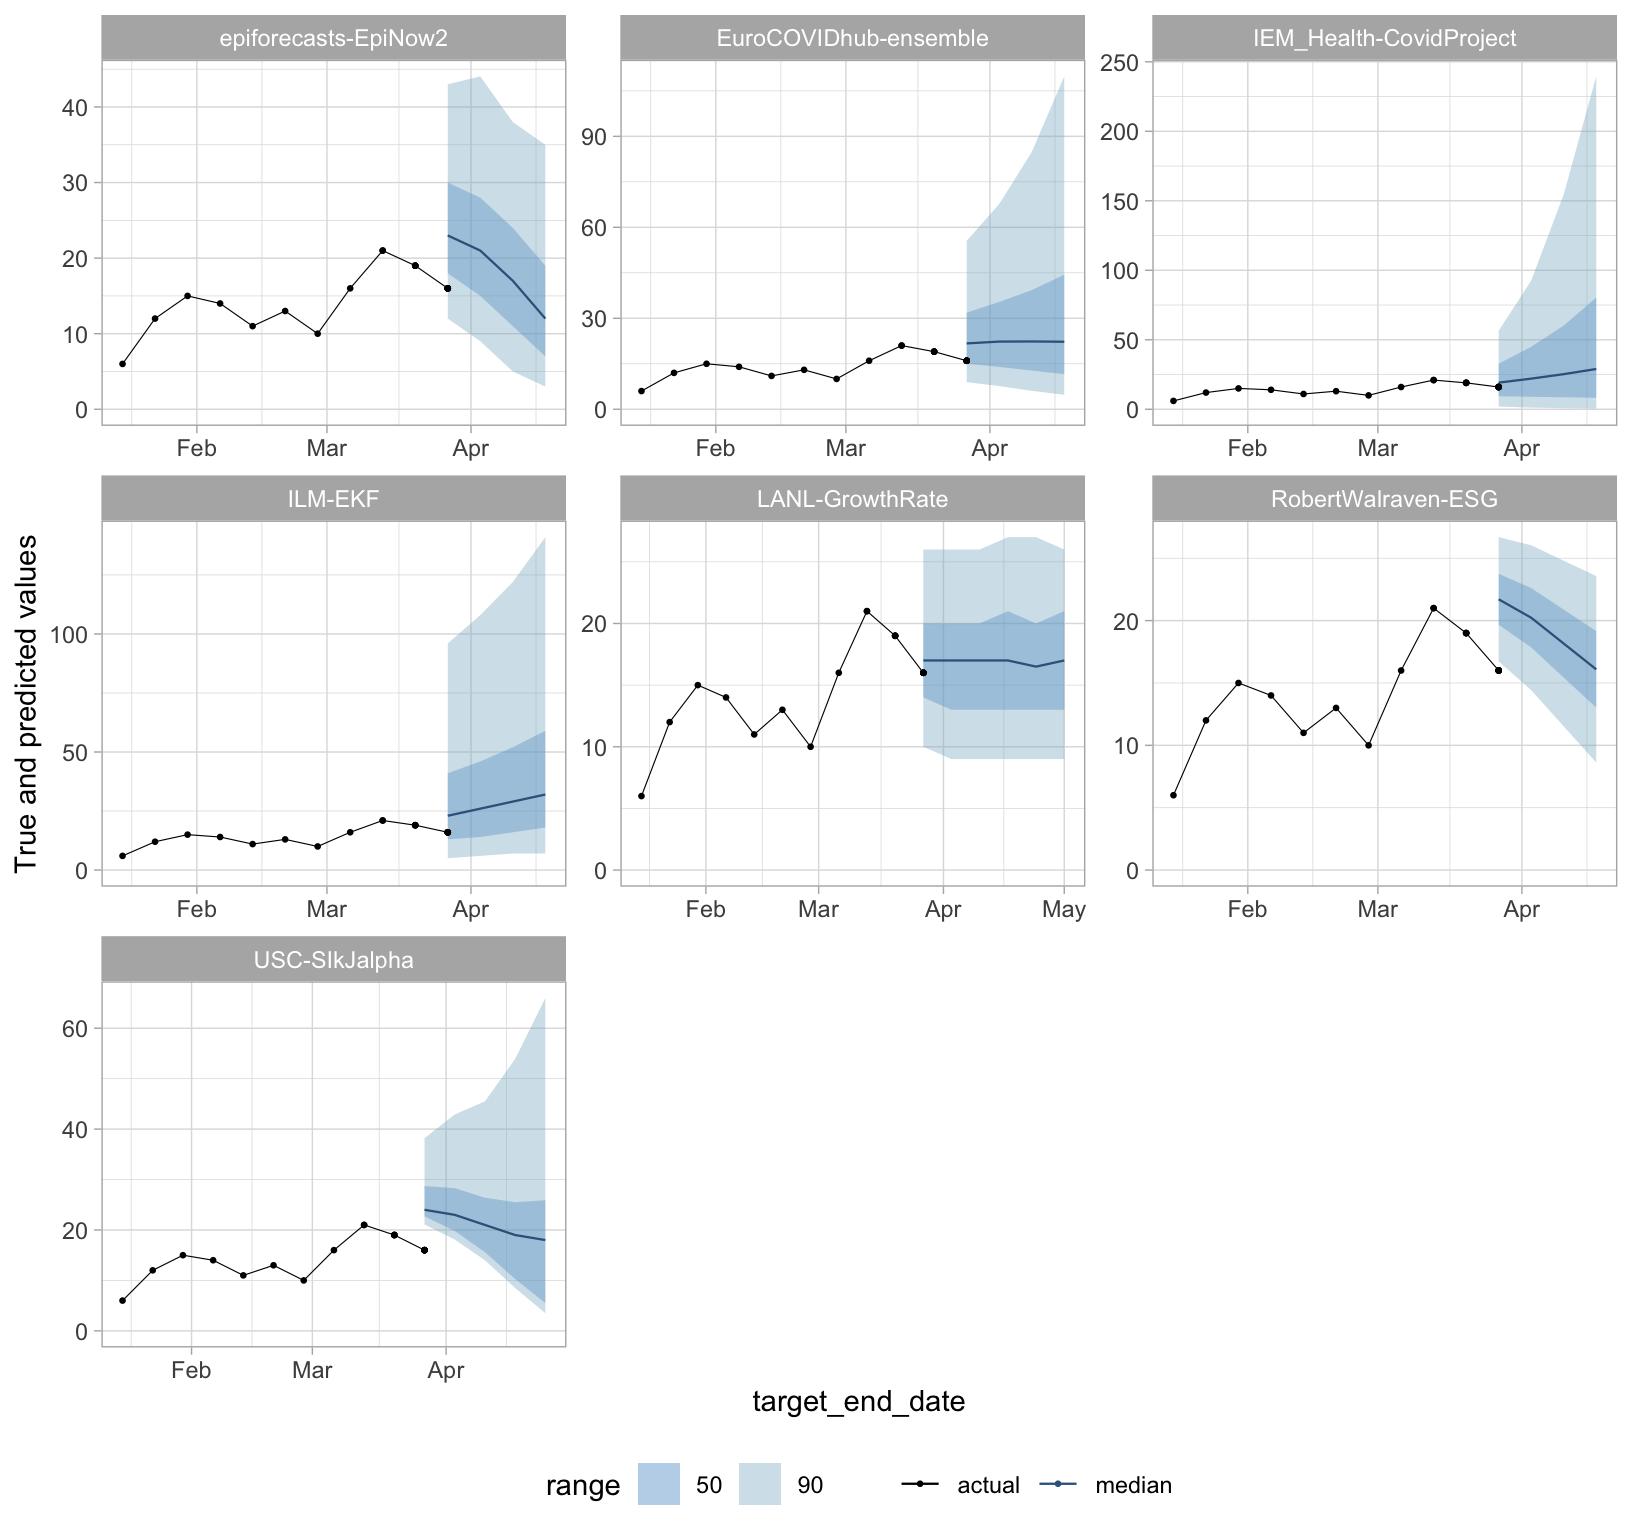 epiforecasts-EpiNow2
EuroCOVIDhub-ensemble
IEM_Health-CovidProject
40
30
20
10
0
Feb Mar Apr
90
60
30
0
Feb Mar Apr
250
200
150
100
50
0
Feb Mar Apr
True and predicted values
ILM-EKF
LANL-GrowthRate
RobertWalraven-ESG
100
50
0
Feb Mar Apr
20
10
0
Feb Mar Apr May
20
10
0
Feb Mar Apr
USC-SIkJalpha
60
40
20
0
Feb Mar Apr
target_end_date
range 50 90 actual median